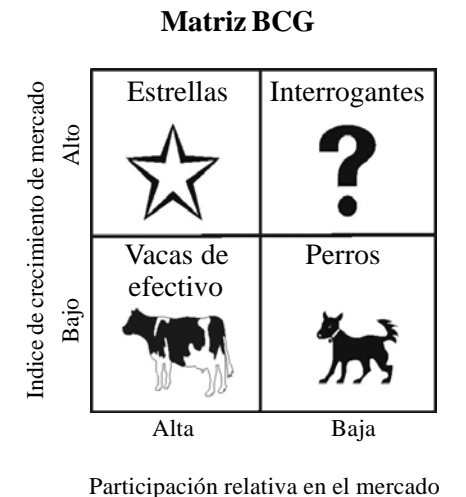 Matriz BCG
Indice de crecimiento de mercado
Alto
Estrellas
Interrogantes
?
Bajo
Vacas de
efectivo
Perros
Alta
Baja
Participación relativa en el mercado